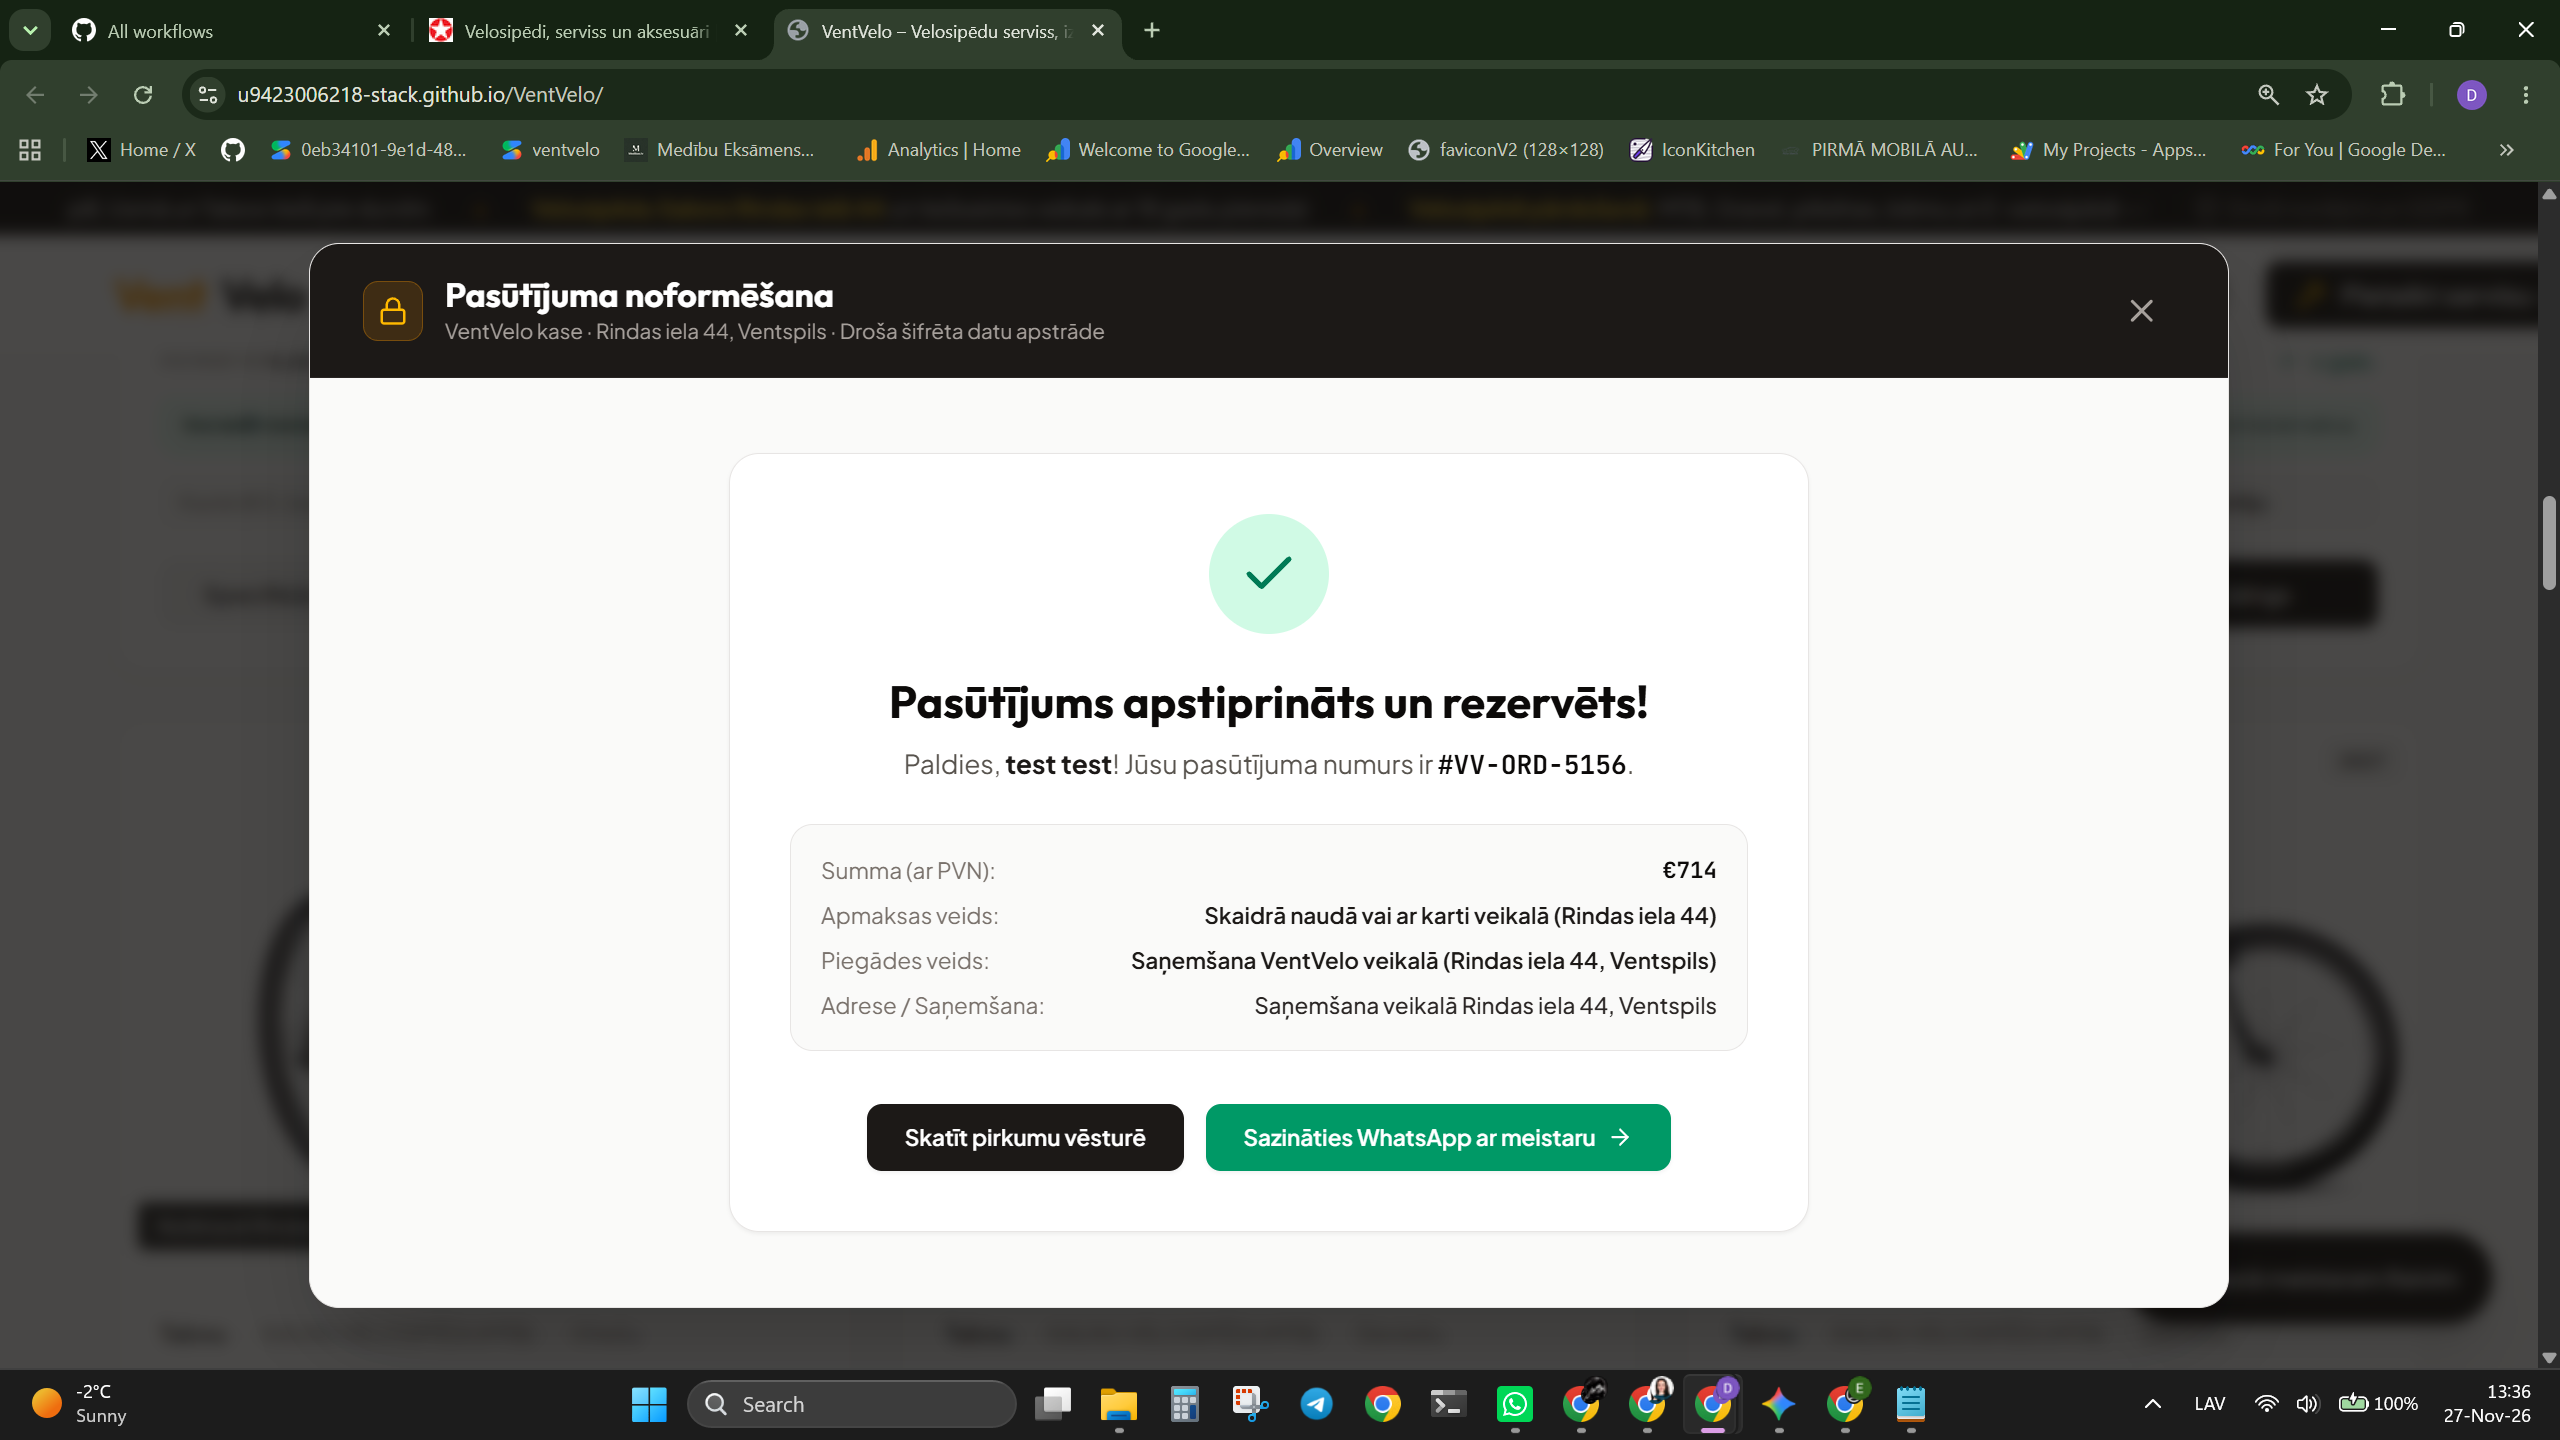 All workflows
Velosipēdi, serviss un aksesuāri
VentVelo – Velosipēdu serviss, iz
u9423006218-stack.github.io/VentVelo/
D
Home / X
0eb34101-9e1d-48...
ventvelo
Medību Eksāmens...
Analytics | Home
Welcome to Google...
Overview
faviconV2 (128×128)
IconKitchen
PIRMĀ MOBILĀ AU...
My Projects - Apps...
For You | Google De...
Pasūtījuma noformēšana
VentVelo kase · Rindas iela 44, Ventspils · Droša šifrēta datu apstrāde
Pasūtījums apstiprināts un rezervēts!
Paldies, test test! Jūsu pasūtījuma numurs ir #VV-ORD-5156.
Summa (ar PVN): €714
Apmaksas veids: Skaidrā naudā vai ar karti veikalā (Rindas iela 44)
Piegādes veids: Saņemšana VentVelo veikalā (Rindas iela 44, Ventspils)
Adrese / Saņemšana: Saņemšana veikalā Rindas iela 44, Ventspils
Skatīt pirkumu vēsturē
Sazināties WhatsApp ar meistaru →
-2°C
Sunny
Search
D
E
LAV
100%
13:36
27-Nov-26